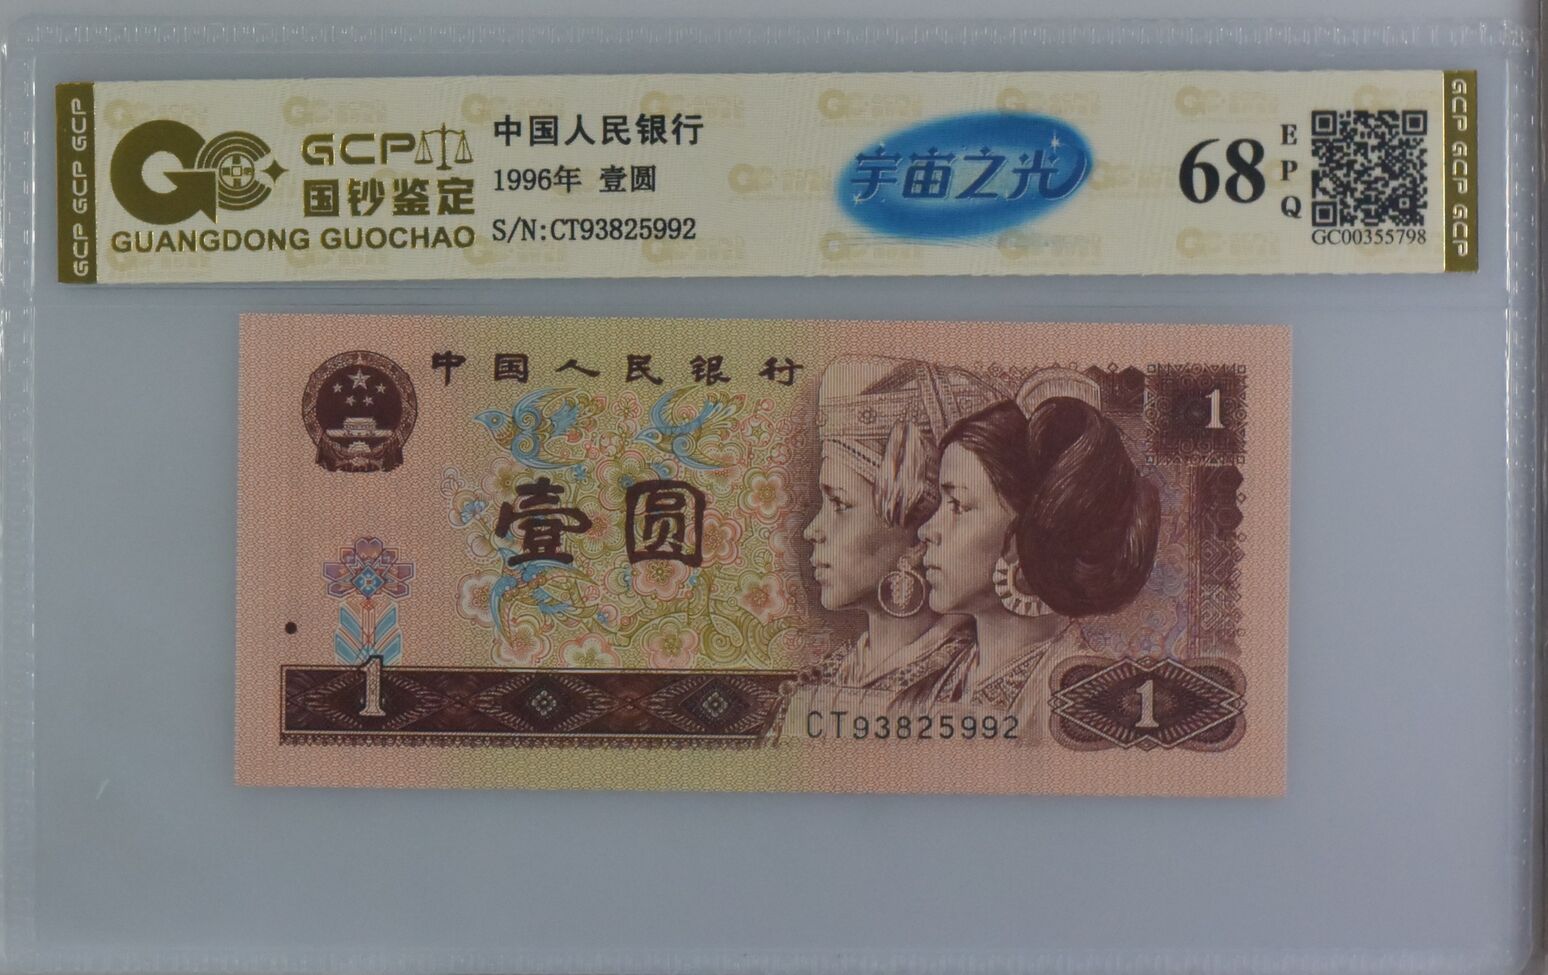 GCP GCP GCP
GCP
国钞鉴定
GUANGDONG GUOCHAO
中国人民银行
1996年 壹圆
S/N:CT93825992
宇宙之光
68
EPQ
GC00355798
GCP GCP GCP
中国人民银行
1
壹圆
1
CT93825992
1